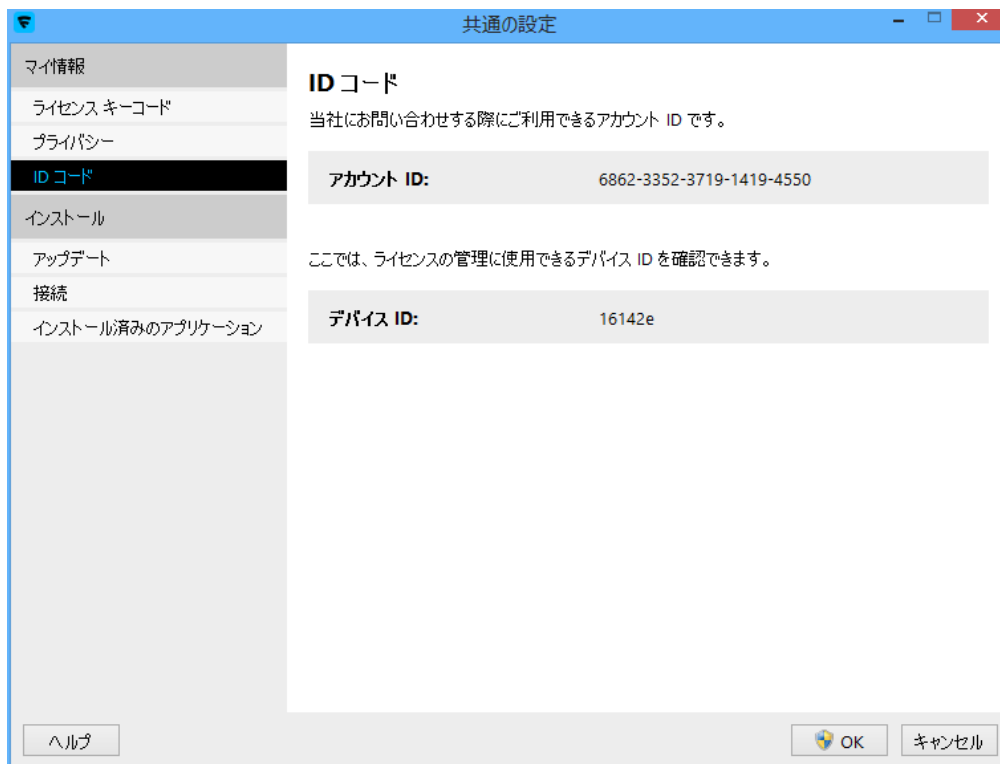 共通の設定
マイ情報
ライセンス キーコード
プライバシー
ID コード
インストール
アップデート
接続
インストール済みのアプリケーション
ID コード
当社にお問い合わせする際にご利用できるアカウント ID です。
アカウント ID: 6862-3352-3719-1419-4550
ここでは、ライセンスの管理に使用できるデバイス ID を確認できます。
デバイス ID: 16142e
ヘルプ
OK
キャンセル